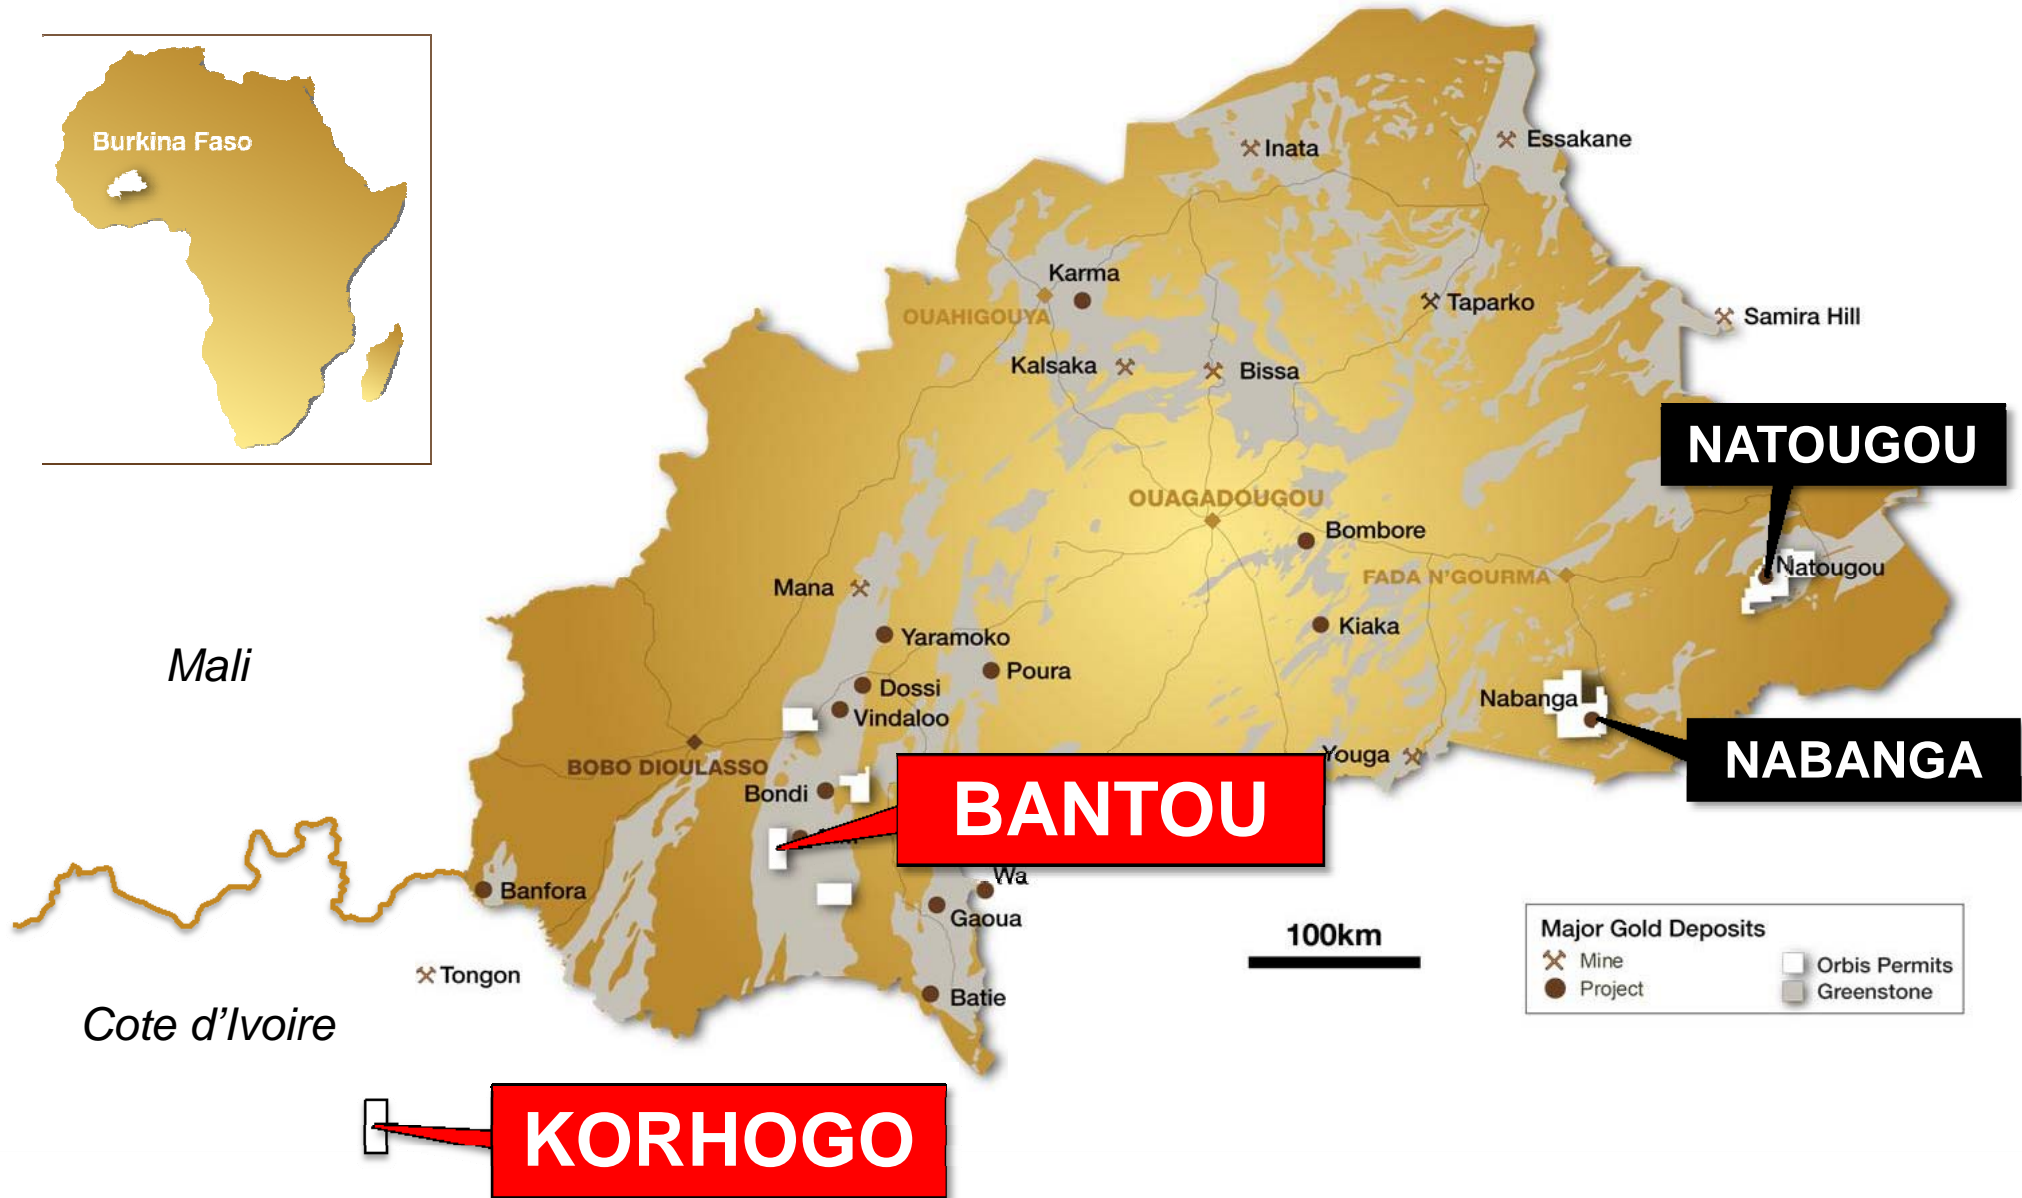 Burkina Faso
Inata
Essakane
Karma
OUAHIGOUYA
Taparko
Samira Hill
Kalsaka
Bissa
NATOUGOU
OUAGADOUGOU
Bombore
FADA N'GOURMA
Natougou
Mana
Yaramoko
Kiaka
Mali
Poura
Dossi
Nabanga
Vindaloo
NABANGA
Youga
BOBO DIOULASSO
Bondi
BANTOU
Banfora
Wa
Gaoua
100km
Major Gold Deposits
Mine
Orbis Permits
Project
Greenstone
Tongon
Batie
Cote d’Ivoire
KORHOGO